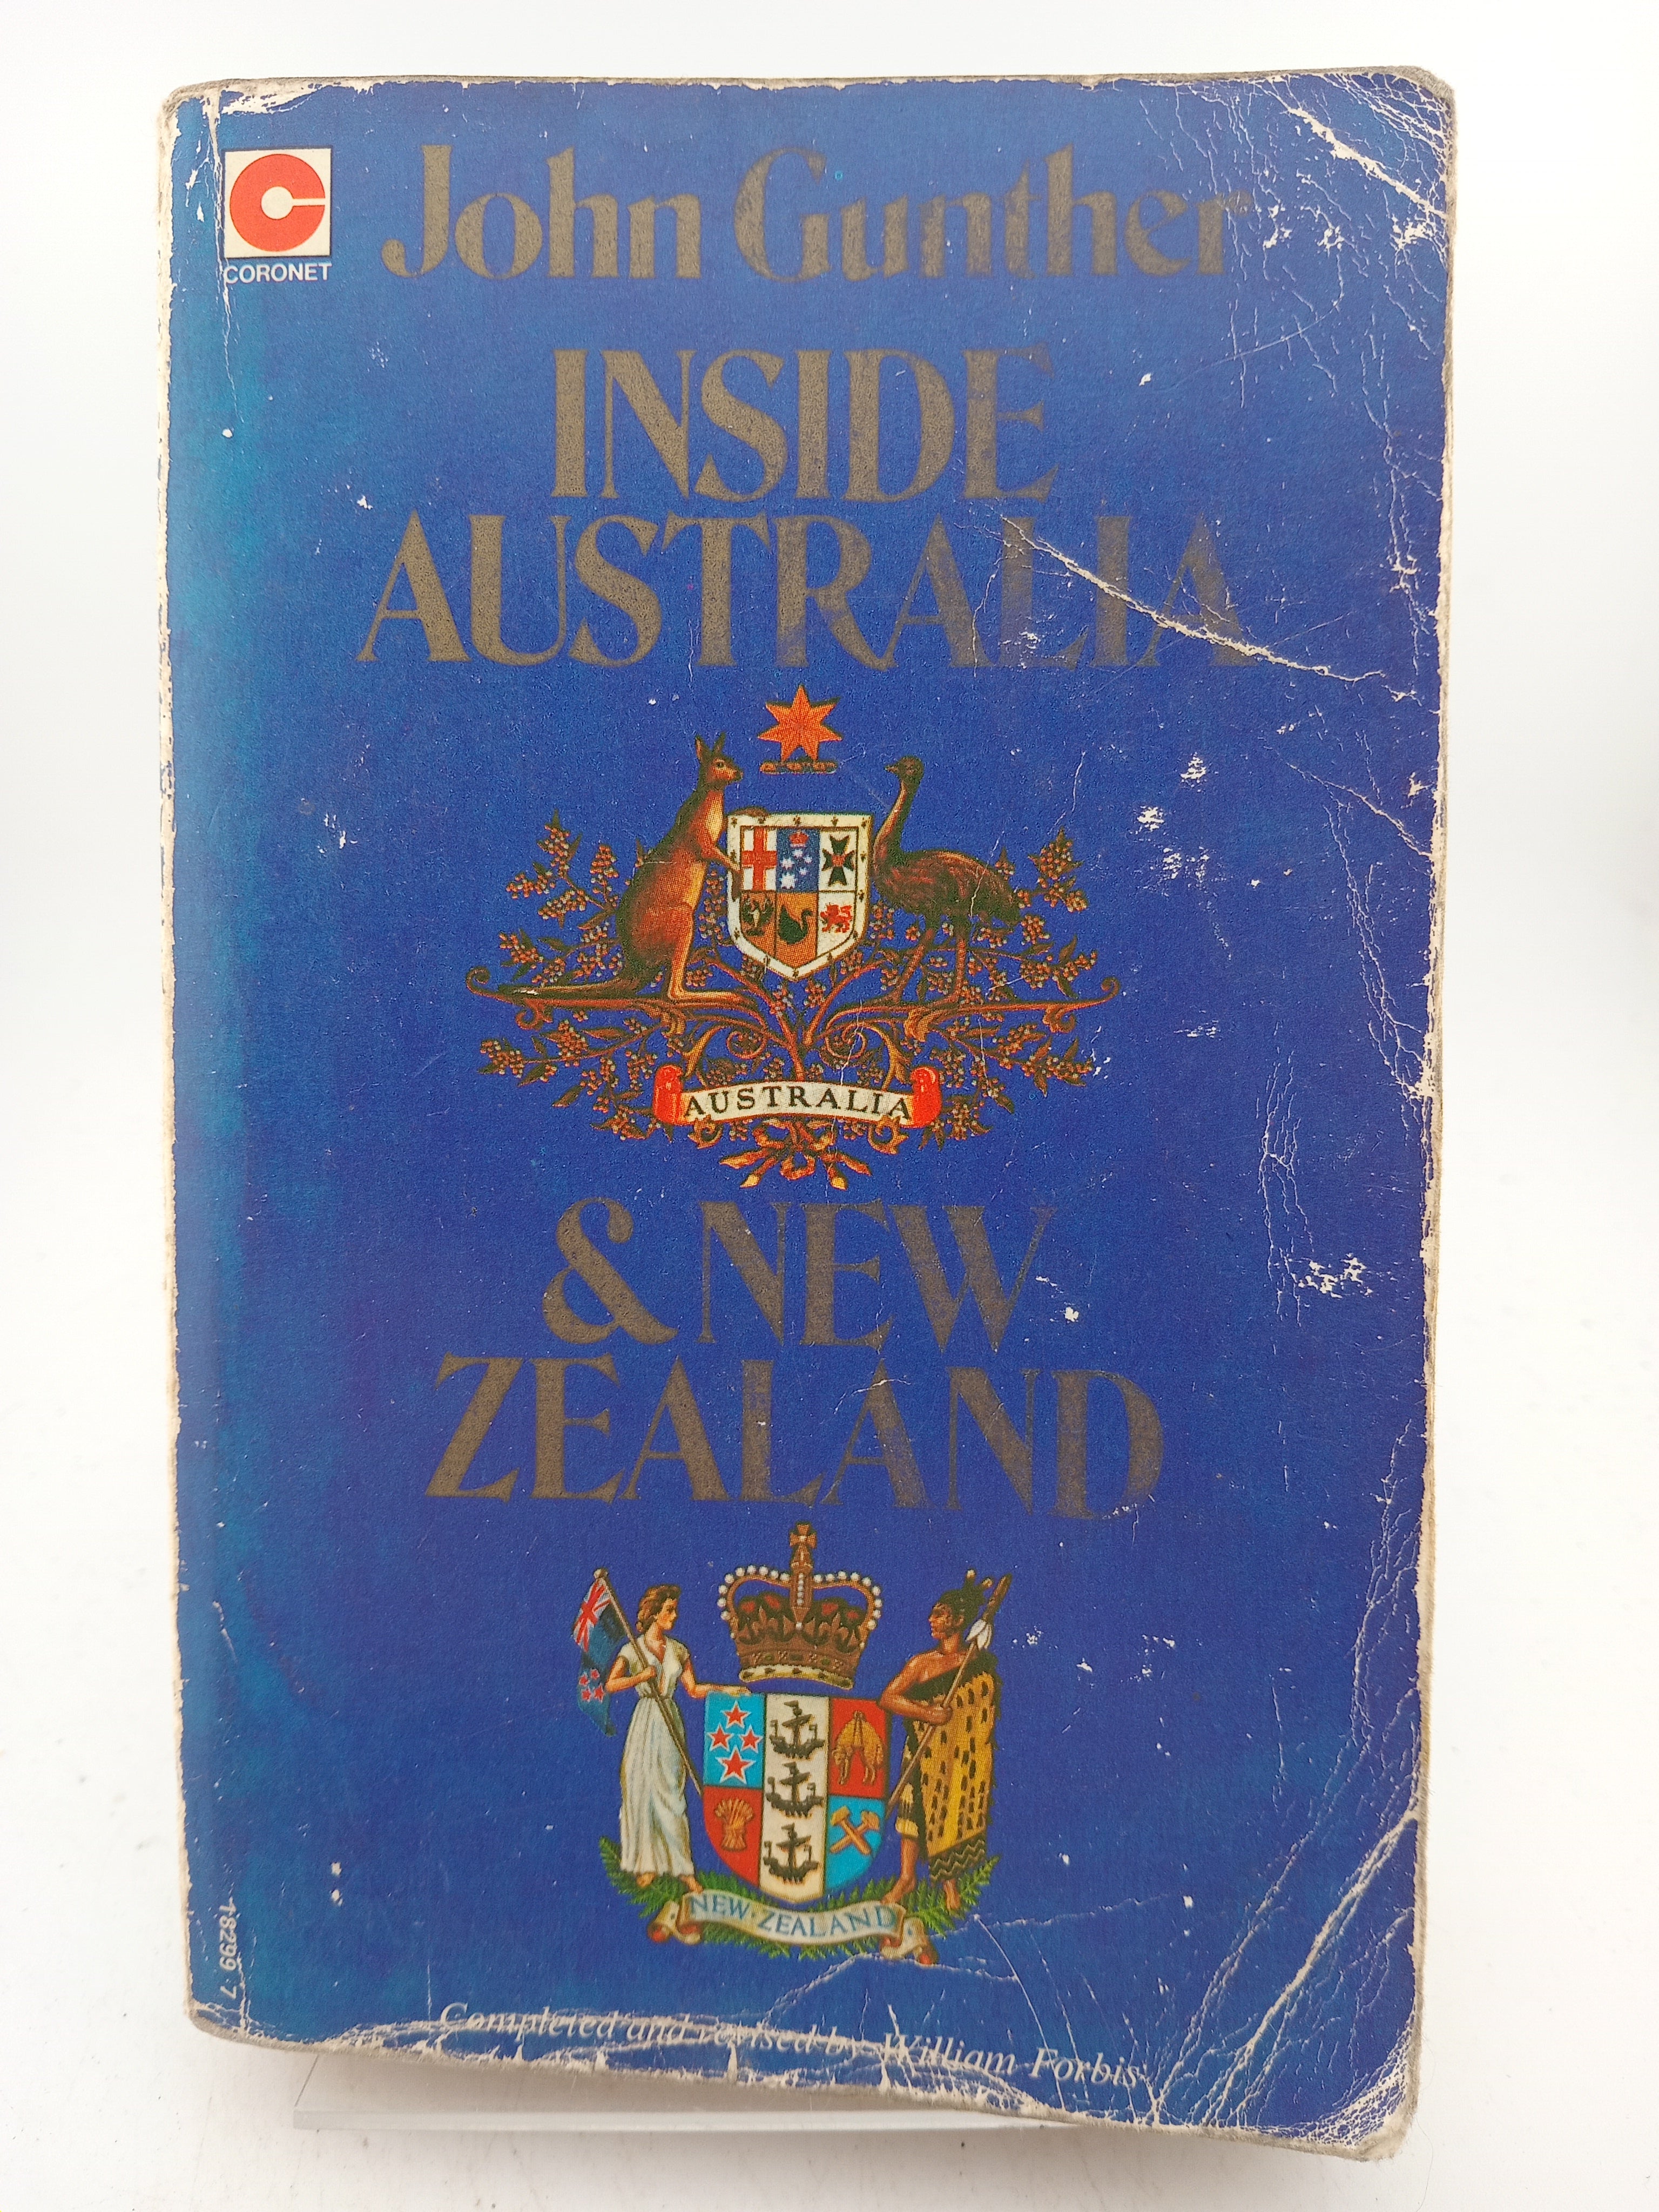 CORONET
John Gunther
INSIDE
AUSTRALIA
AUSTRALIA
& NEW
ZEALAND
NEW·ZEALAND
18299 7
Completed and revised by William Forbis